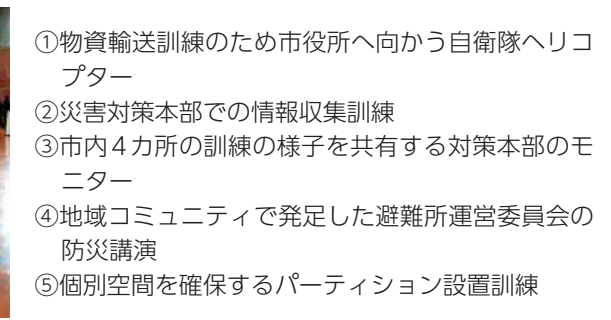 ①物資輸送訓練のため市役所へ向かう自衛隊ヘリコ
プター
②災害対策本部での情報収集訓練
③市内４カ所の訓練の様子を共有する対策本部のモ
ニター
④地域コミュニティで発足した避難所運営委員会の
防災講演
⑤個別空間を確保するパーティション設置訓練